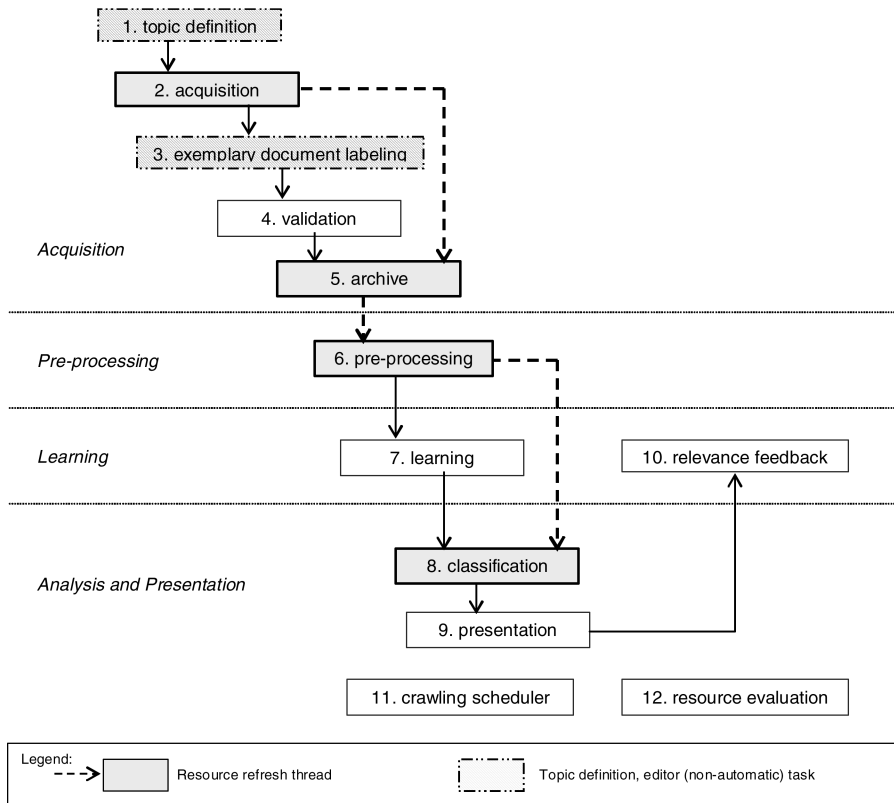 1. topic definition
2. acquisition
3. exemplary document labeling
4. validation
Acquisition
5. archive
6. pre-processing
Pre-processing
7. learning
10. relevance feedback
Learning
8. classification
Analysis and Presentation
9. presentation
11. crawling scheduler
12. resource evaluation
Legend:
Resource refresh thread
Topic definition, editor (non-automatic) task